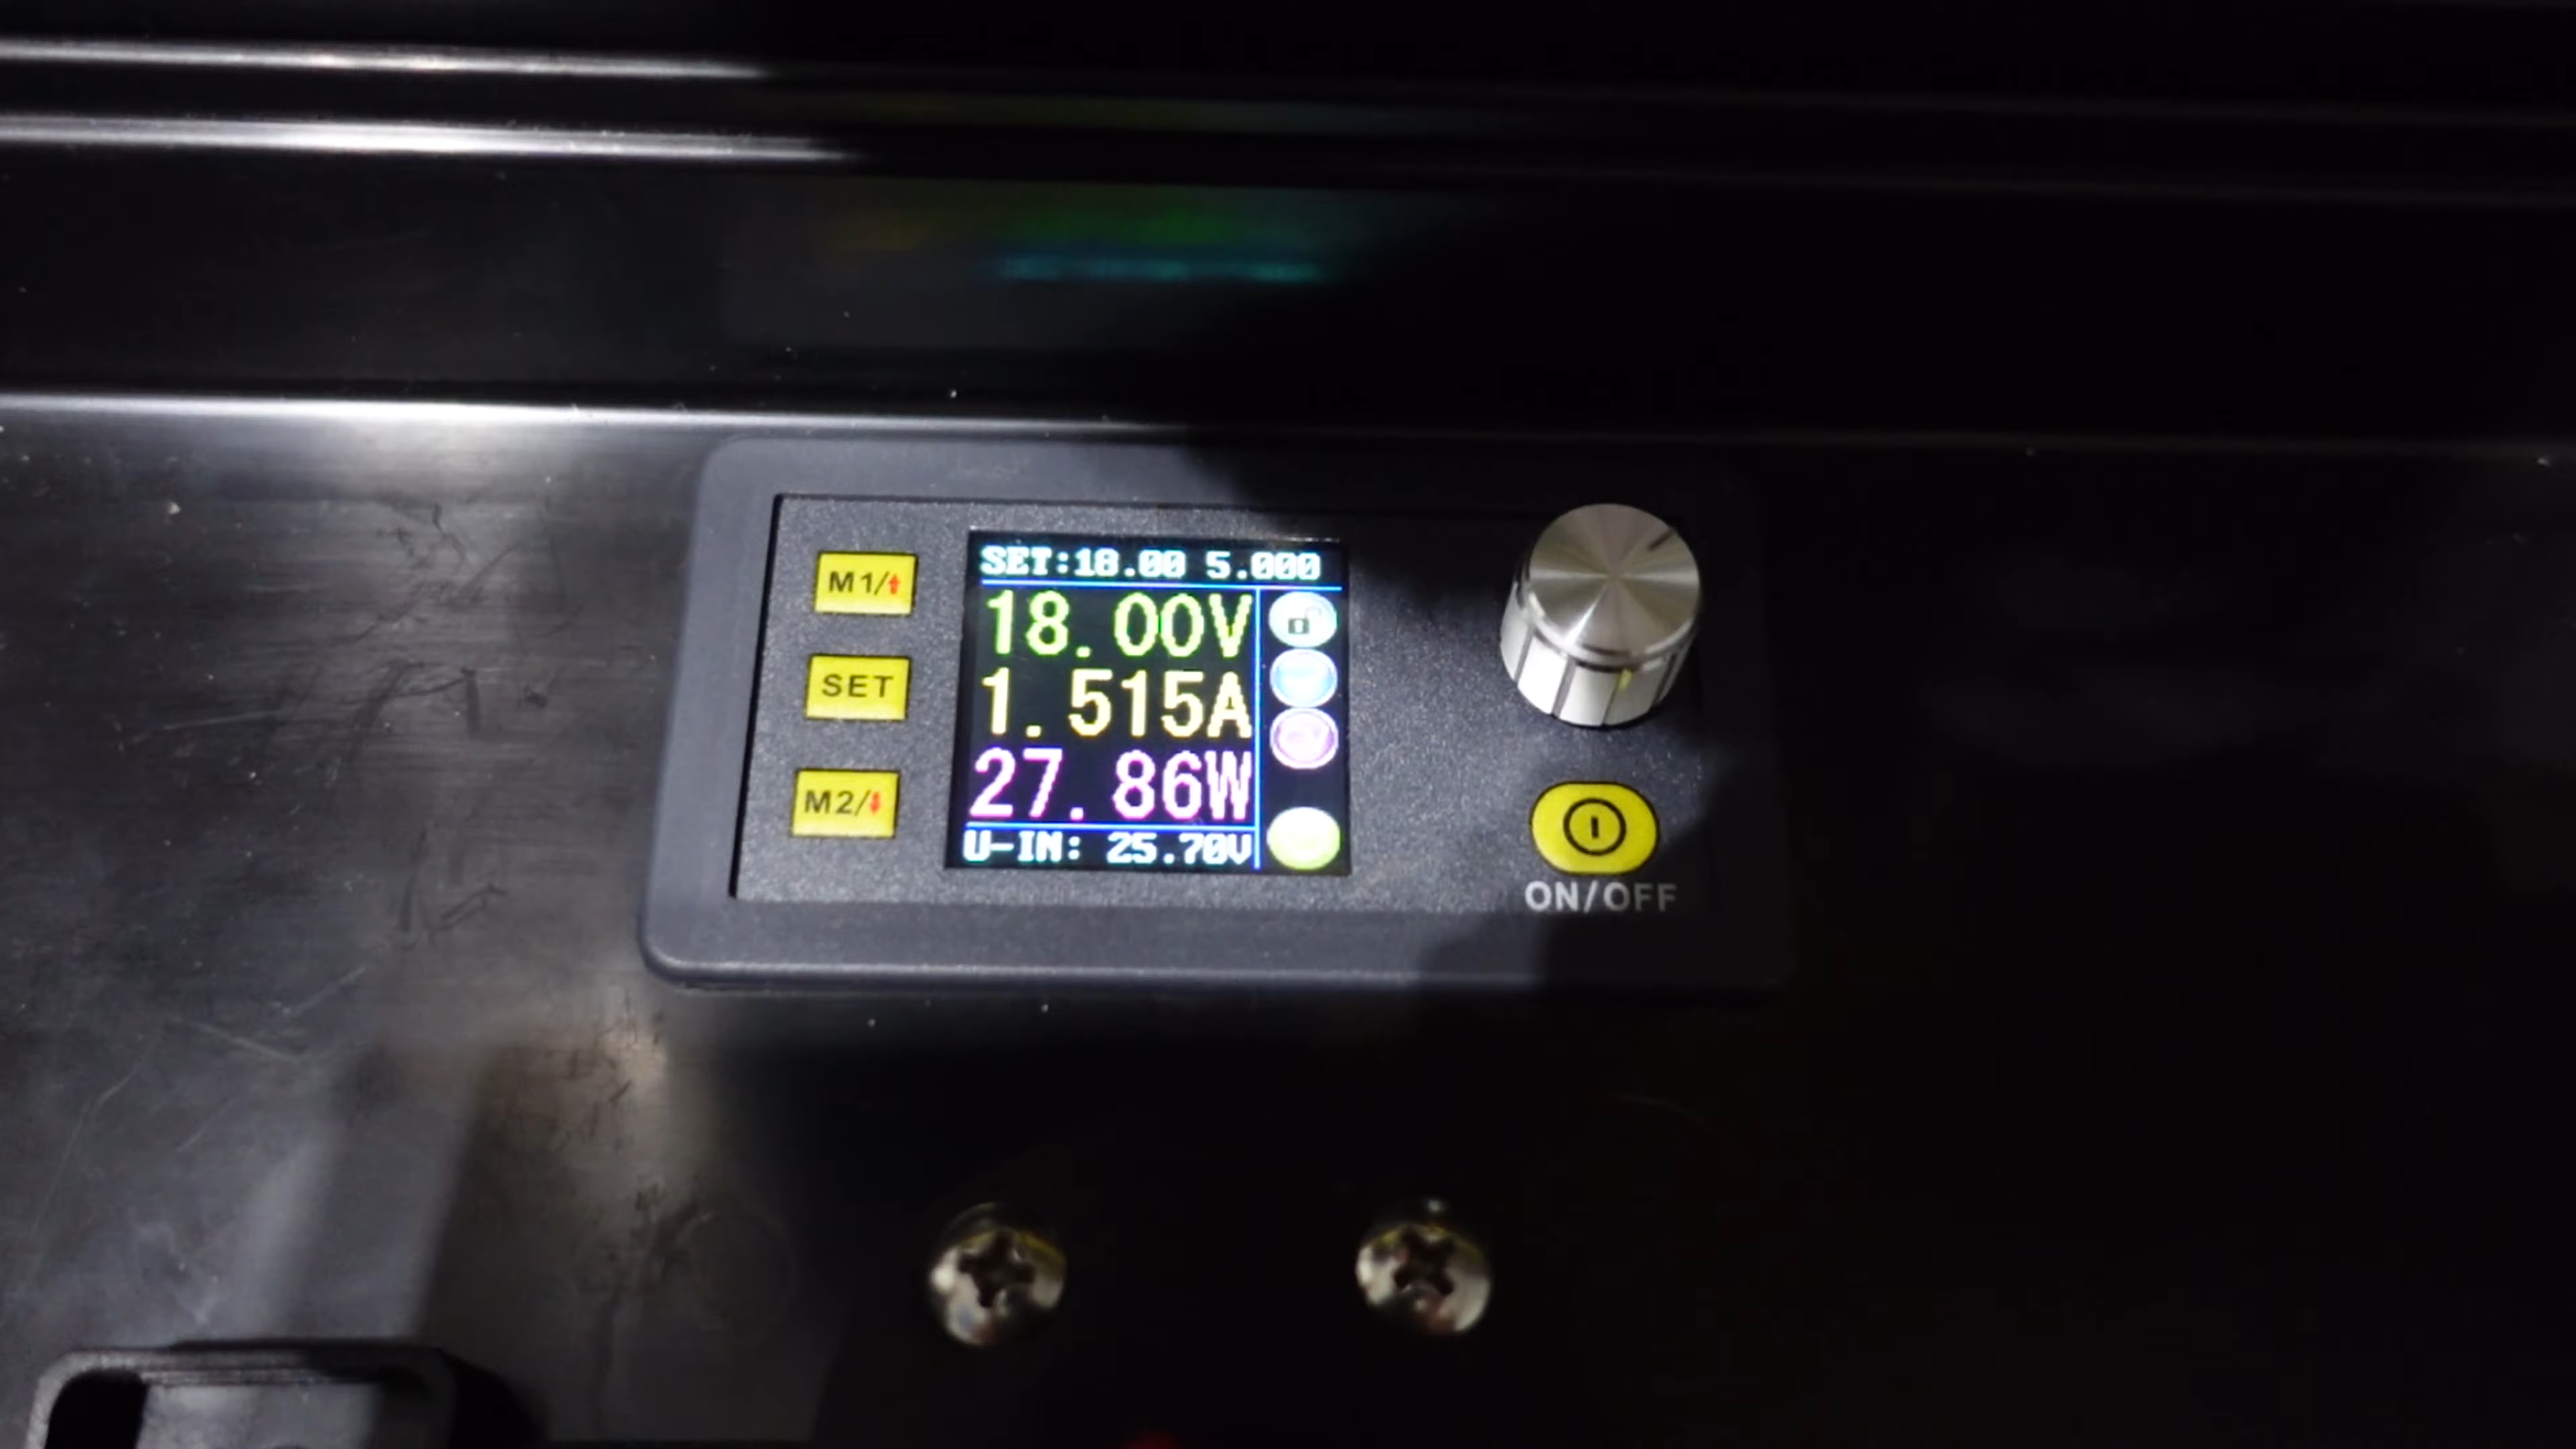 SET:18.00 5.000
M1/
18.00V
SET
1.515A
M2/
27.86W
U-IN: 25.70V
ON/OFF